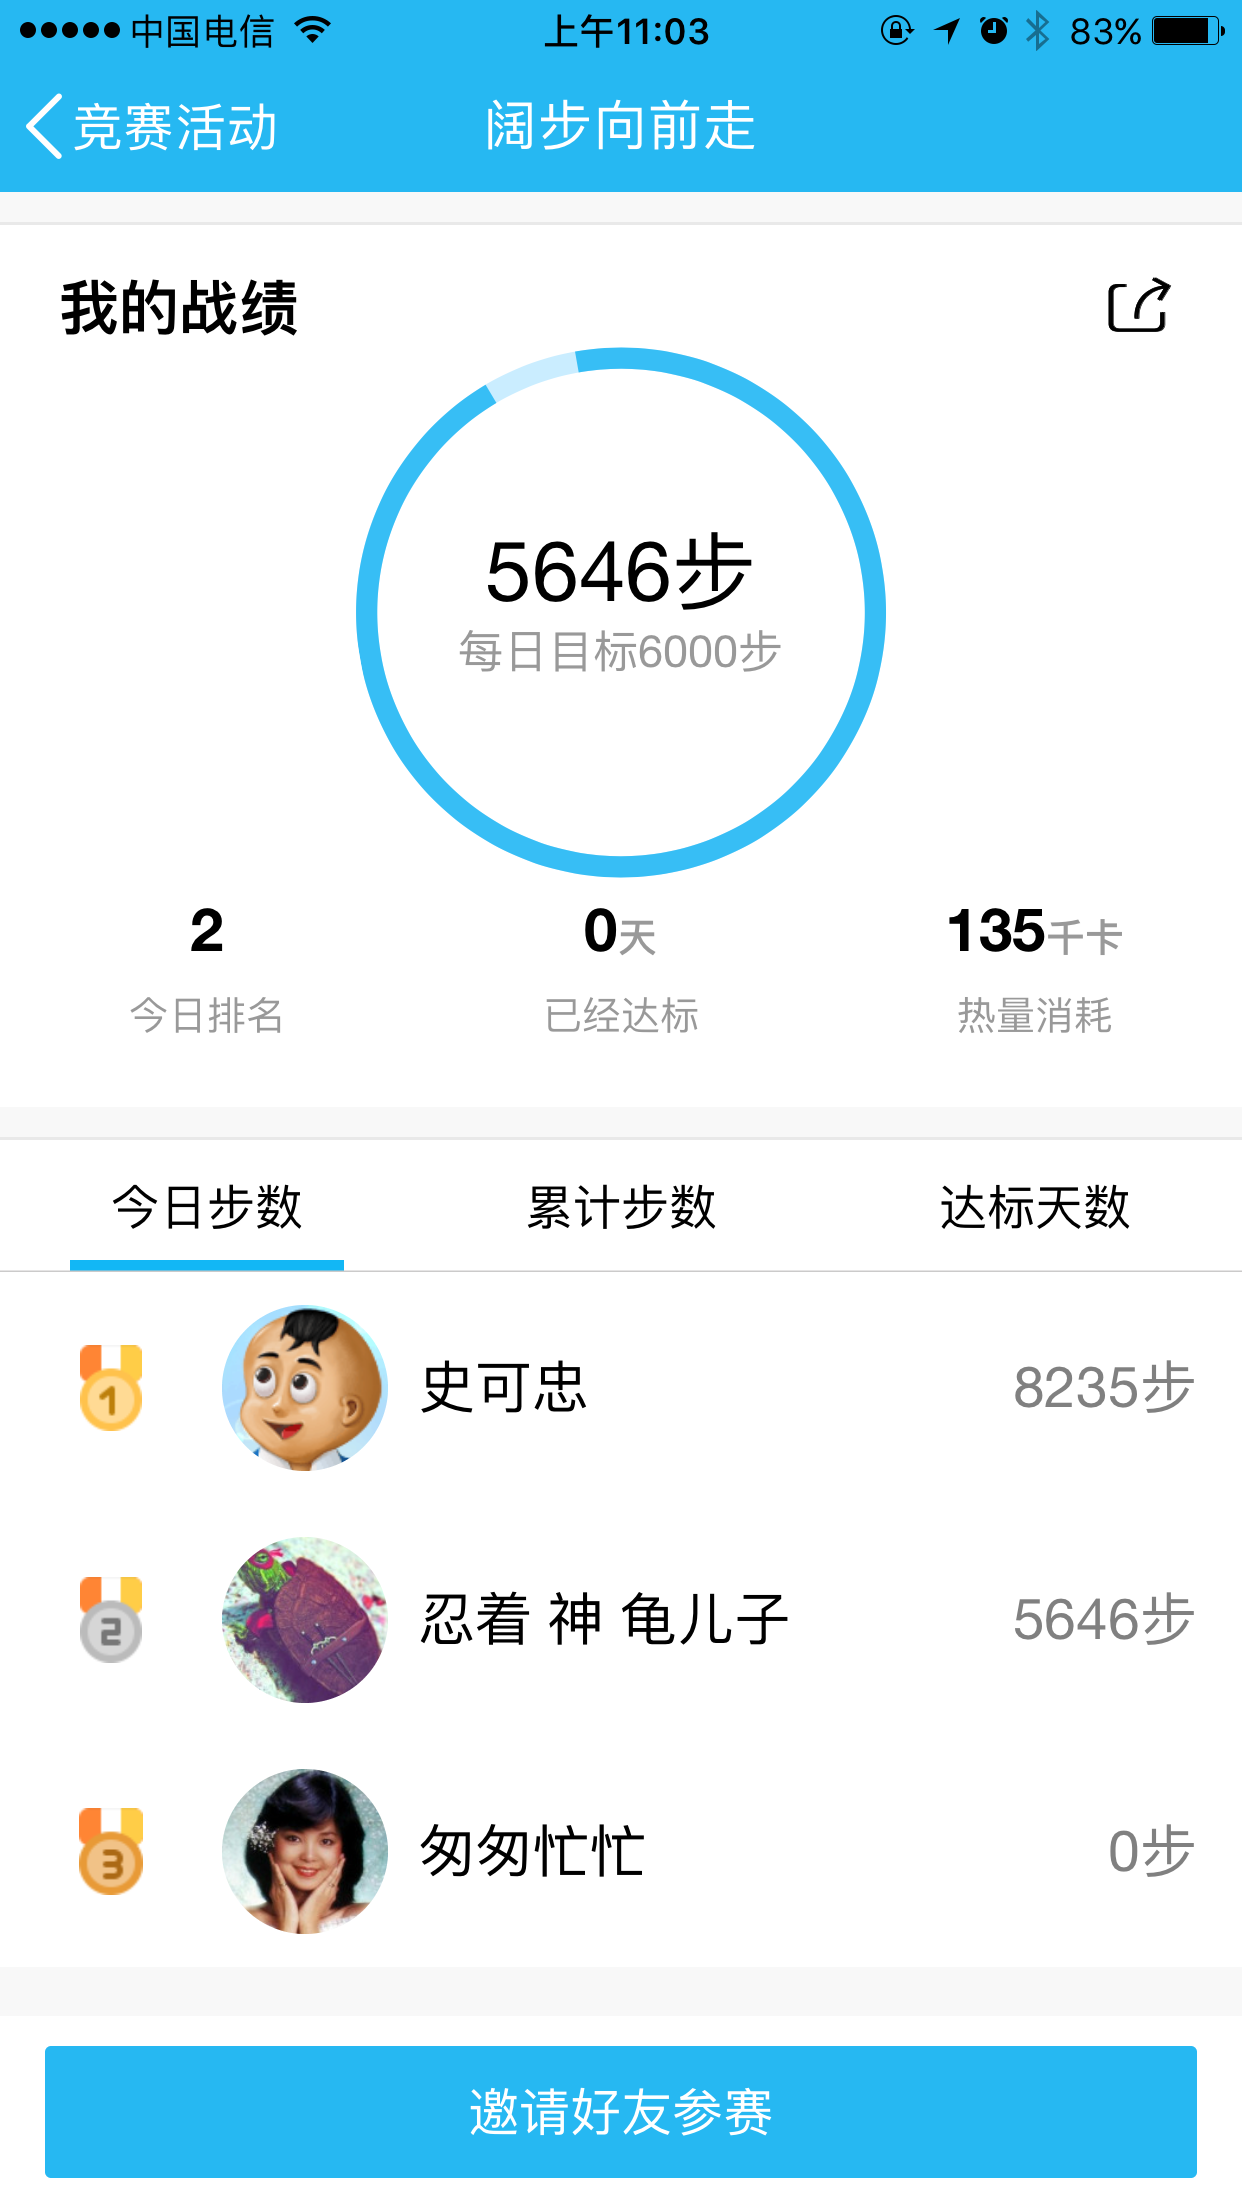 中国电信 上午11:03 83%
竞赛活动 阔步向前走
我的战绩
5646步
每日目标6000步
2 0天 135千卡
今日排名 已经达标 热量消耗
今日步数 累计步数 达标天数
1 史可忠 8235步
2 忍着 神 龟儿子 5646步
3 匆匆忙忙 0步
邀请好友参赛